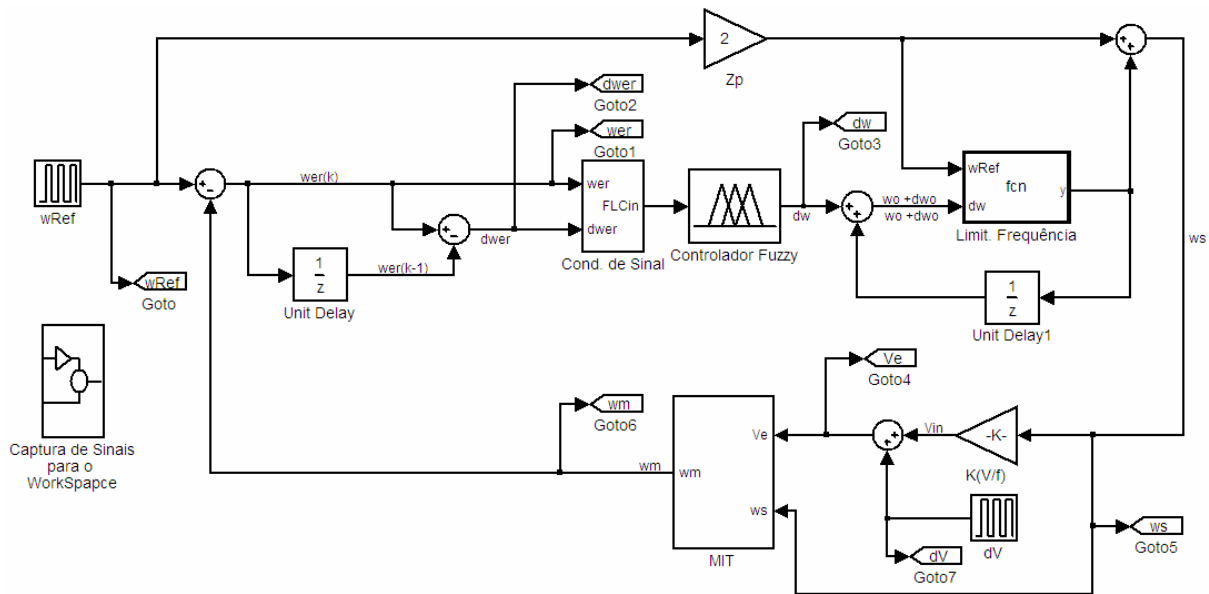 2
Zp
dwer
Goto2
wer
Goto1
dw
Goto3
wRef
wer(k)
wer
FLCin
dwer
Cond. de Sinal
dw
Controlador Fuzzy
wo +dwo
wo +dwo
wRef
fcn
y
dw
Limit. Frequência
ws
dwer
wer(k-1)
1
z
Unit Delay
wRef
Goto
1
z
Unit Delay1
Ve
Goto4
wm
Goto6
Captura de Sinais
para o
WorkSpapce
wm
Ve
wm
ws
MIT
Vin
-K-
K(V/f)
dV
dV
Goto7
ws
Goto5